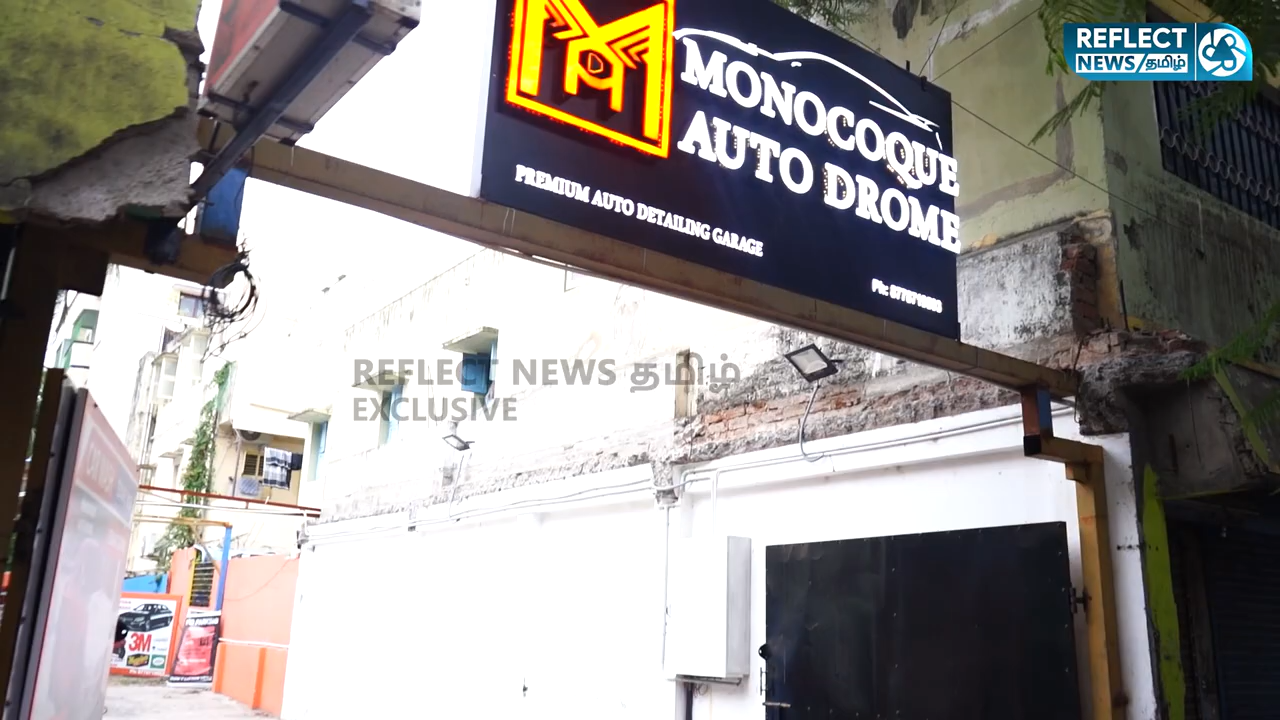 REFLECT
NEWS/தமிழ்
MONOCOQUE
AUTO DROME
PREMIUM AUTO DETAILING GARAGE
REFLECT NEWS தமிழ்
EXCLUSIVE
3M